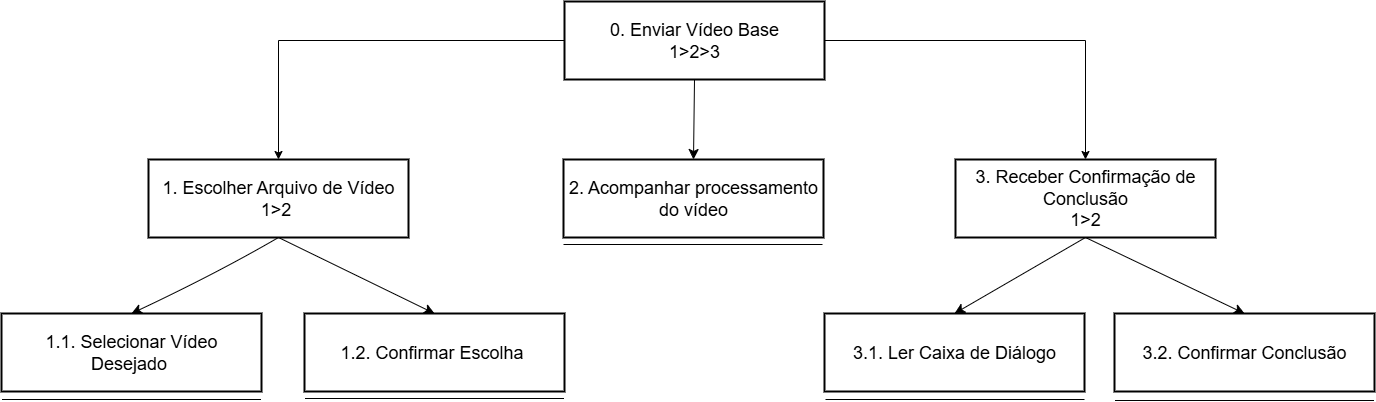 0. Enviar Vídeo Base
1>2>3
1. Escolher Arquivo de Vídeo
1>2
2. Acompanhar processamento
do vídeo
3. Receber Confirmação de
Conclusão
1>2
1.1. Selecionar Vídeo
Desejado
1.2. Confirmar Escolha
3.1. Ler Caixa de Diálogo
3.2. Confirmar Conclusão